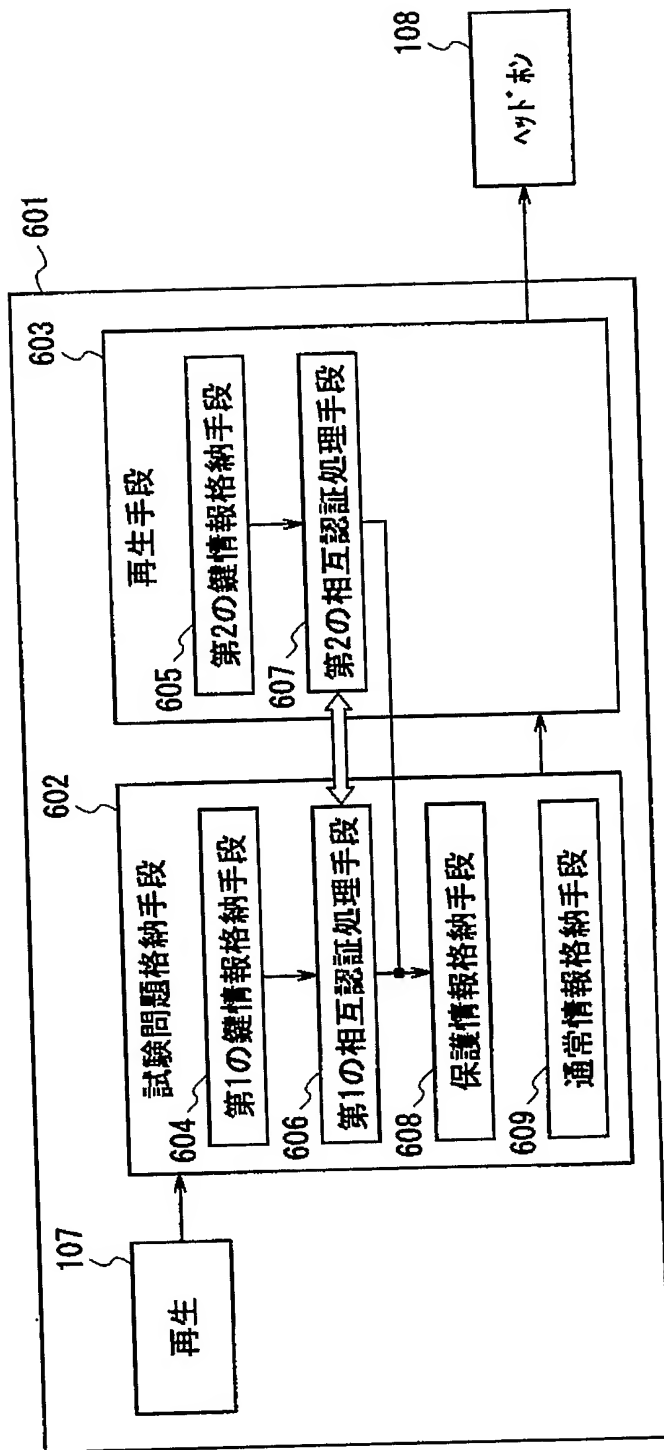 601
107
再生
602
試験問題格納手段
604
第1の鍵情報格納手段
606
第1の相互認証処理手段
608
保護情報格納手段
609
通常情報格納手段
603
再生手段
605
第2の鍵情報格納手段
607
第2の相互認証処理手段
108
ヘッドホン